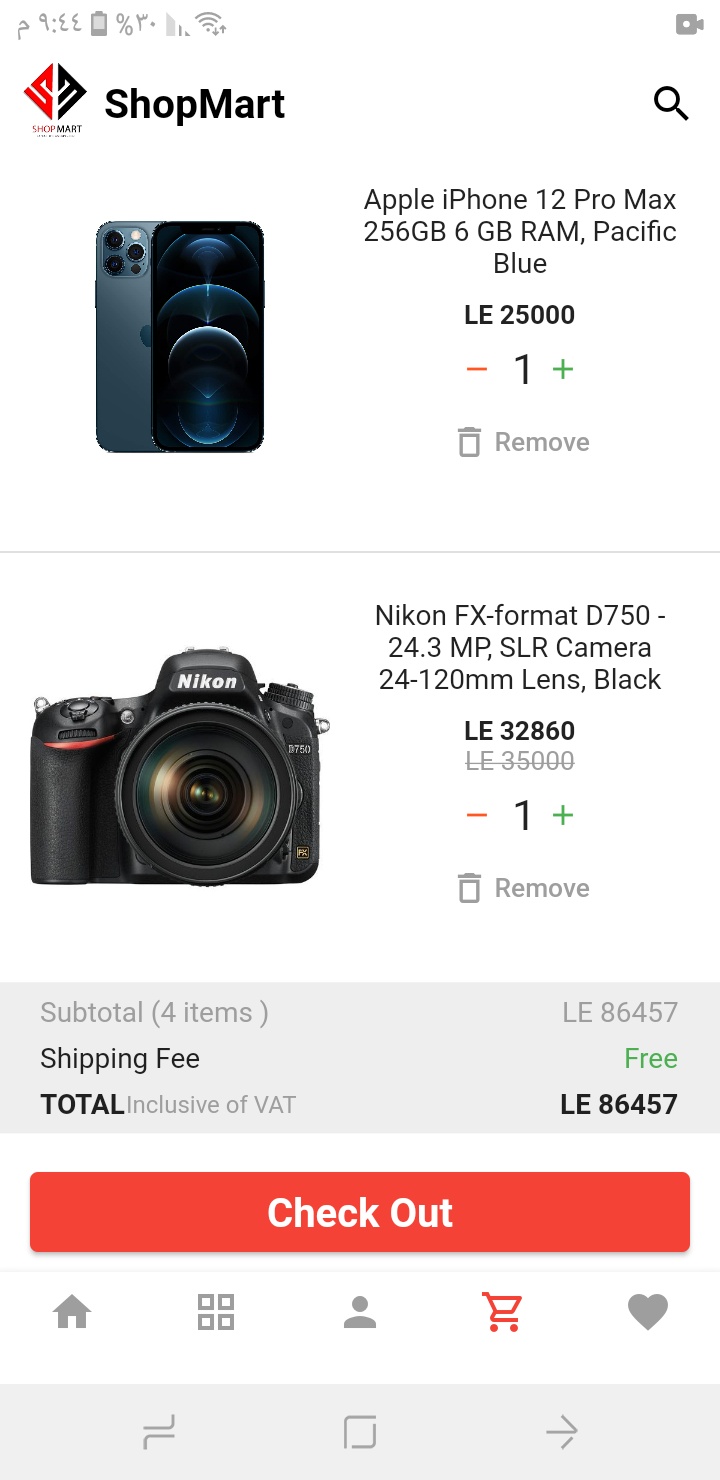 م ٩:٤٤ %٣٠
ShopMart
SHOP MART
Apple iPhone 12 Pro Max
256GB 6 GB RAM, Pacific
Blue
LE 25000
− 1 +
Remove
Nikon FX-format D750 -
24.3 MP, SLR Camera
24-120mm Lens, Black
LE 32860
LE 35000
− 1 +
Remove
Nikon
D750
FX
Subtotal (4 items ) LE 86457
Shipping Fee Free
TOTAL Inclusive of VAT LE 86457
Check Out